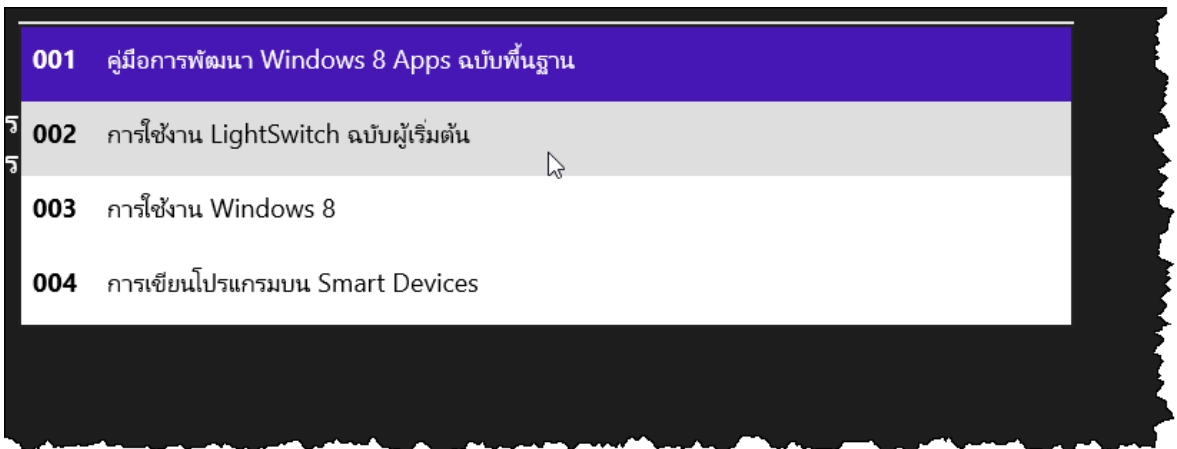 001 คู่มือการพัฒนา Windows 8 Apps ฉบับพื้นฐาน
002 การใช้งาน LightSwitch ฉบับผู้เริ่มต้น
003 การใช้งาน Windows 8
004 การเขียนโปรแกรมบน Smart Devices